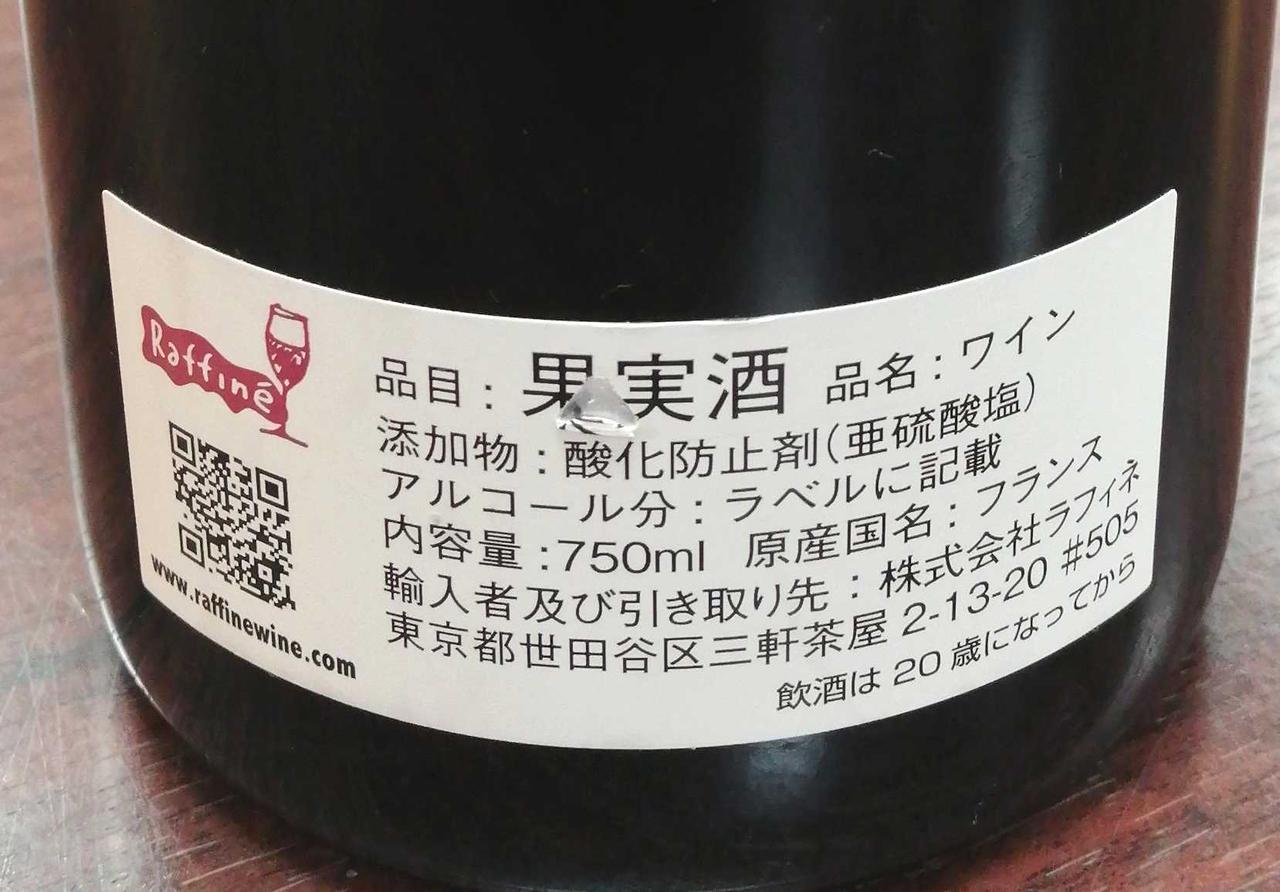 Raffiné
www.raffinewine.com
品目：果実酒 品名：ワイン
添加物：酸化防止剤（亜硫酸塩）
アルコール分：ラベルに記載
内容量：750ml 原産国名：フランス
輸入者及び引き取り先：株式会社ラフィネ
東京都世田谷区三軒茶屋 2-13-20 #505
飲酒は 20 歳になってから